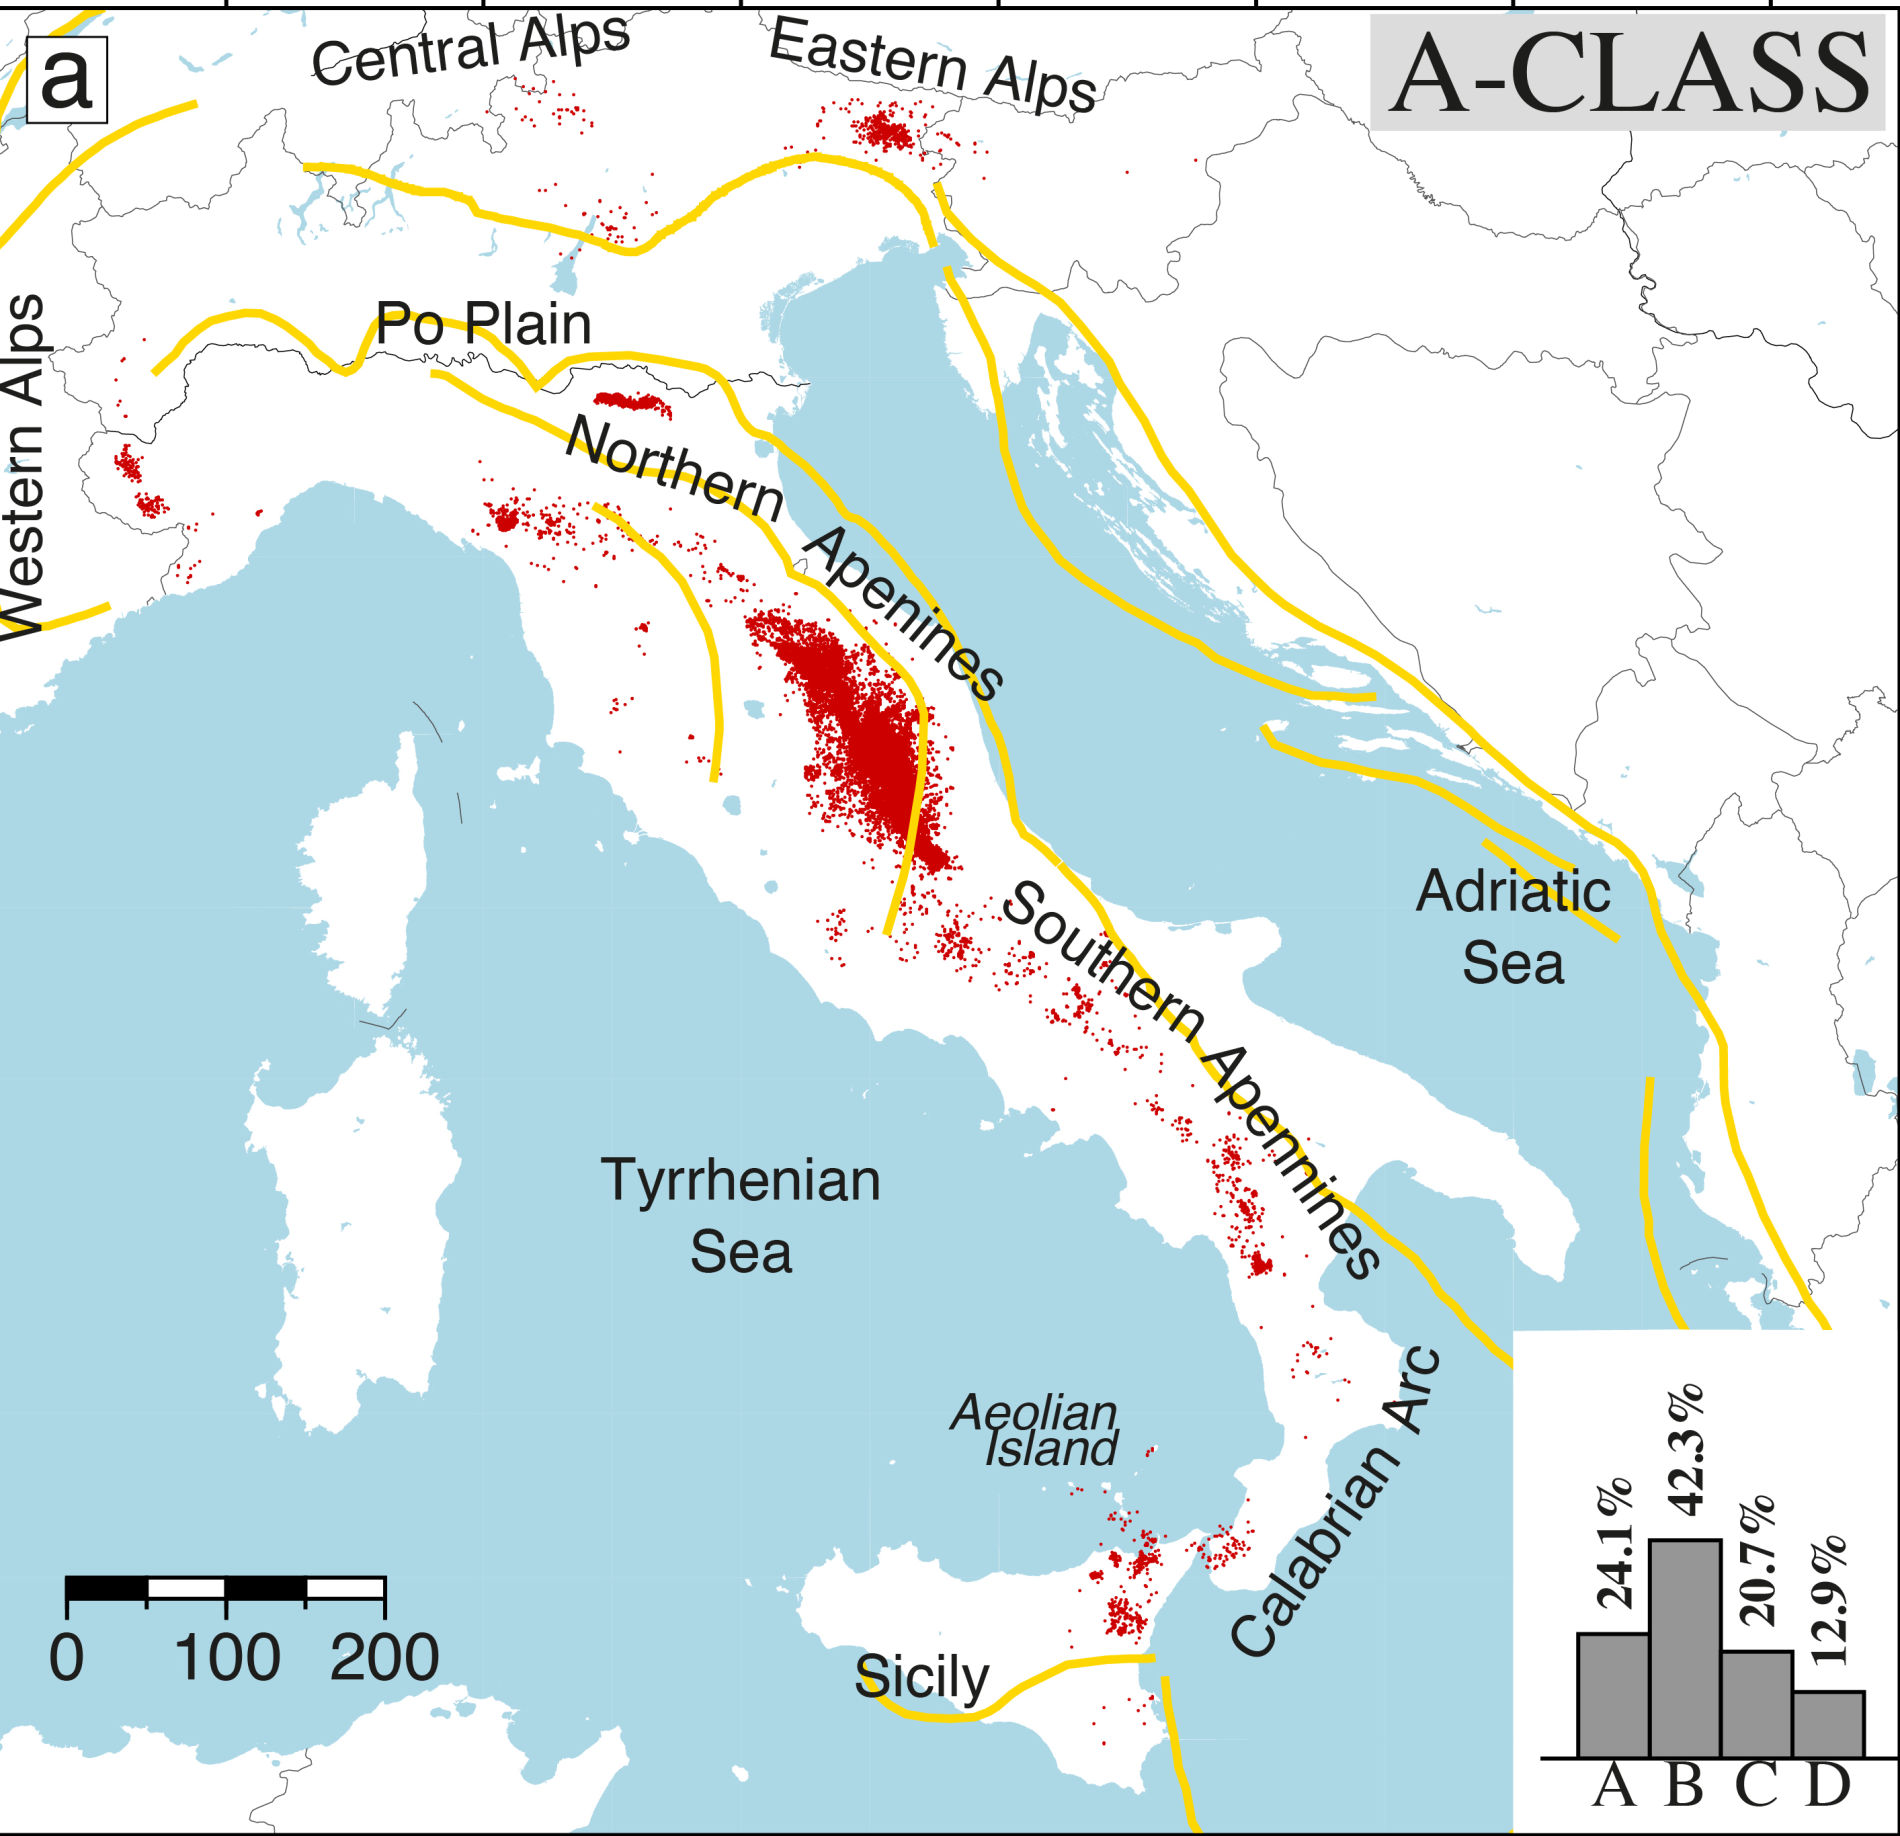 a
Central Alps
Eastern Alps
A-CLASS
Western Alps
Po Plain
Northern Apenines
Southern Apennines
Adriatic
Sea
Tyrrhenian
Sea
Aeolian
Island
Calabrian Arc
Sicily
0 100 200
24.1% 42.3% 20.7% 12.9%
A B C D